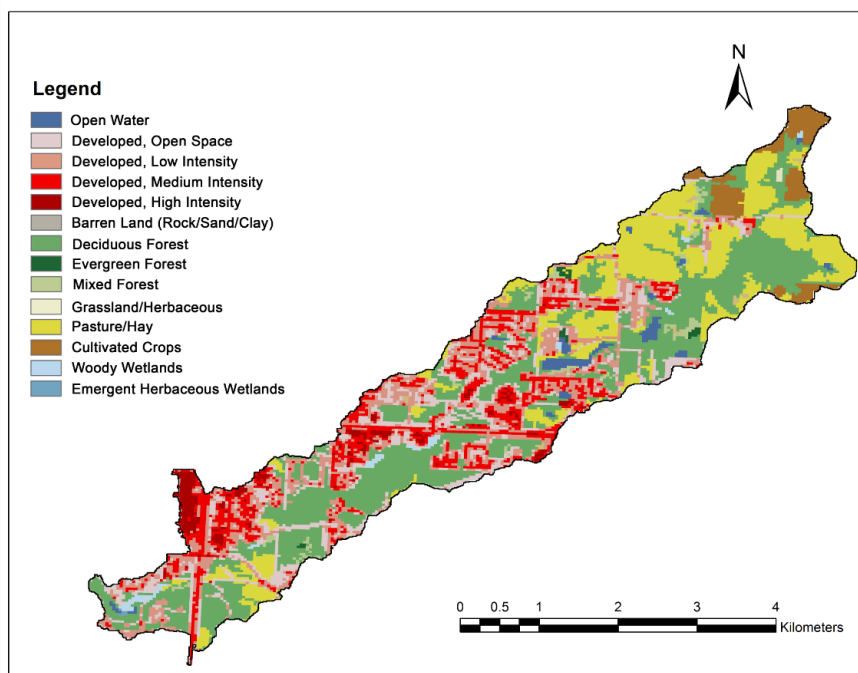 N
Legend
Open Water
Developed, Open Space
Developed, Low Intensity
Developed, Medium Intensity
Developed, High Intensity
Barren Land (Rock/Sand/Clay)
Deciduous Forest
Evergreen Forest
Mixed Forest
Grassland/Herbaceous
Pasture/Hay
Cultivated Crops
Woody Wetlands
Emergent Herbaceous Wetlands
0 0.5 1 2 3 4
Kilometers